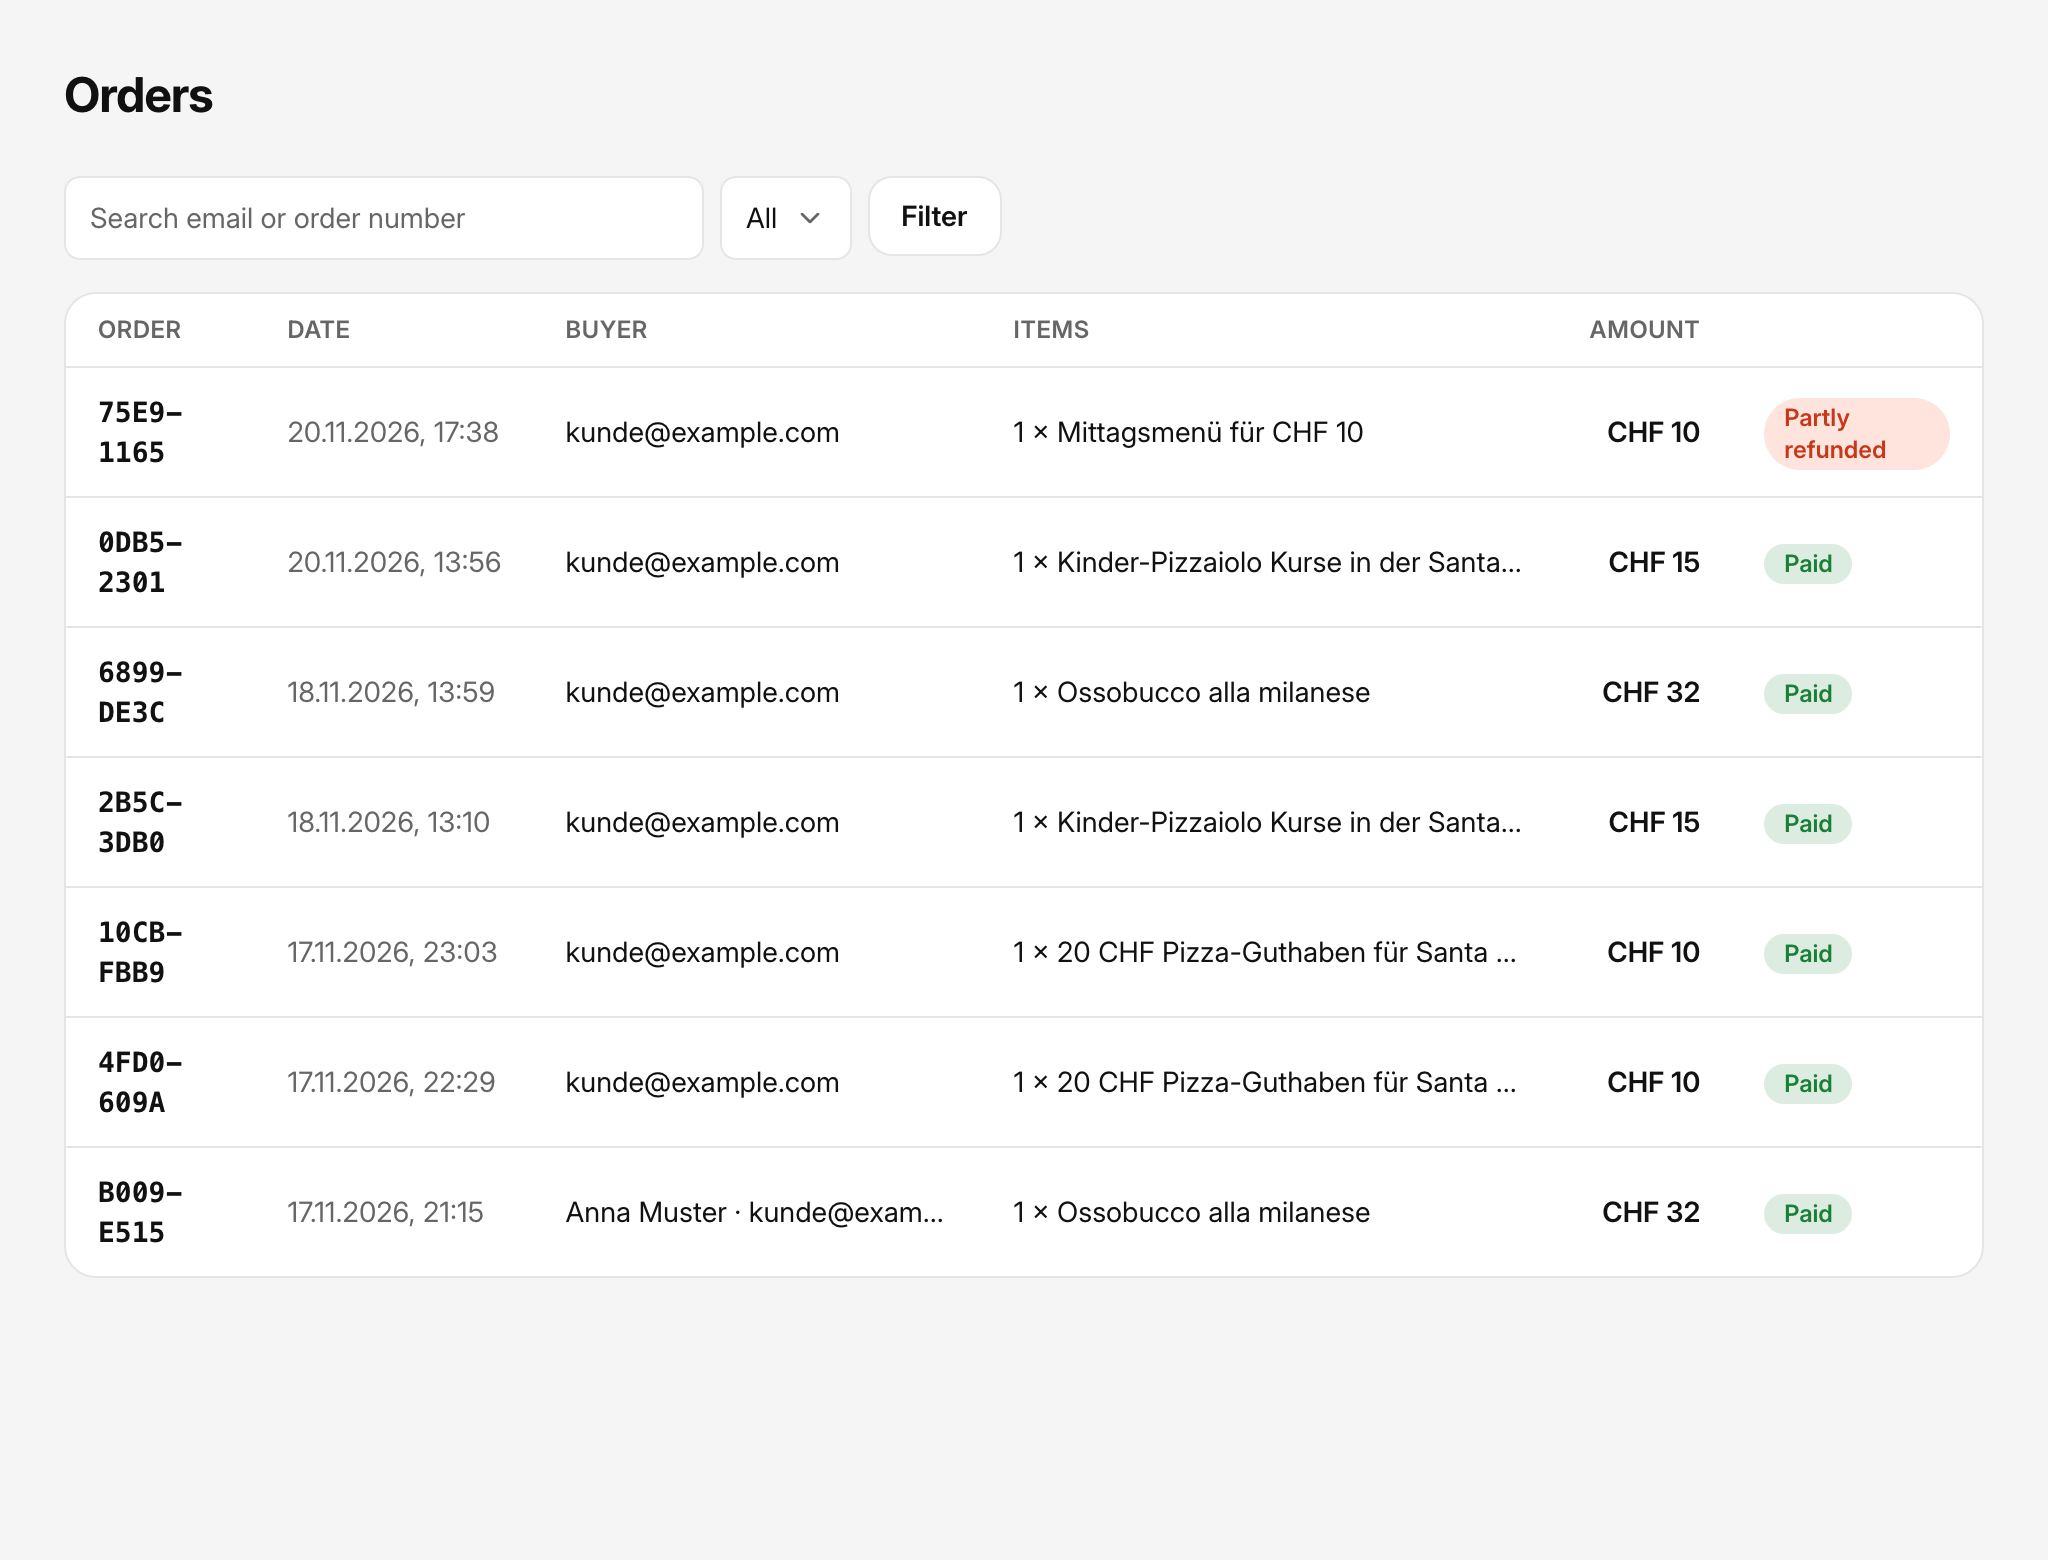 Orders
Search email or order number
All
Filter
ORDER DATE BUYER ITEMS AMOUNT
75E9–
1165
20.11.2026, 17:38 kunde@example.com 1 × Mittagsmenü für CHF 10 CHF 10
Partly
refunded
0DB5–
2301
20.11.2026, 13:56 kunde@example.com 1 × Kinder-Pizzaiolo Kurse in der Santa... CHF 15 Paid
6899–
DE3C
18.11.2026, 13:59 kunde@example.com 1 × Ossobucco alla milanese CHF 32 Paid
2B5C–
3DB0
18.11.2026, 13:10 kunde@example.com 1 × Kinder-Pizzaiolo Kurse in der Santa... CHF 15 Paid
10CB–
FBB9
17.11.2026, 23:03 kunde@example.com 1 × 20 CHF Pizza-Guthaben für Santa ... CHF 10 Paid
4FD0–
609A
17.11.2026, 22:29 kunde@example.com 1 × 20 CHF Pizza-Guthaben für Santa ... CHF 10 Paid
B009–
E515
17.11.2026, 21:15 Anna Muster · kunde@exam... 1 × Ossobucco alla milanese CHF 32 Paid